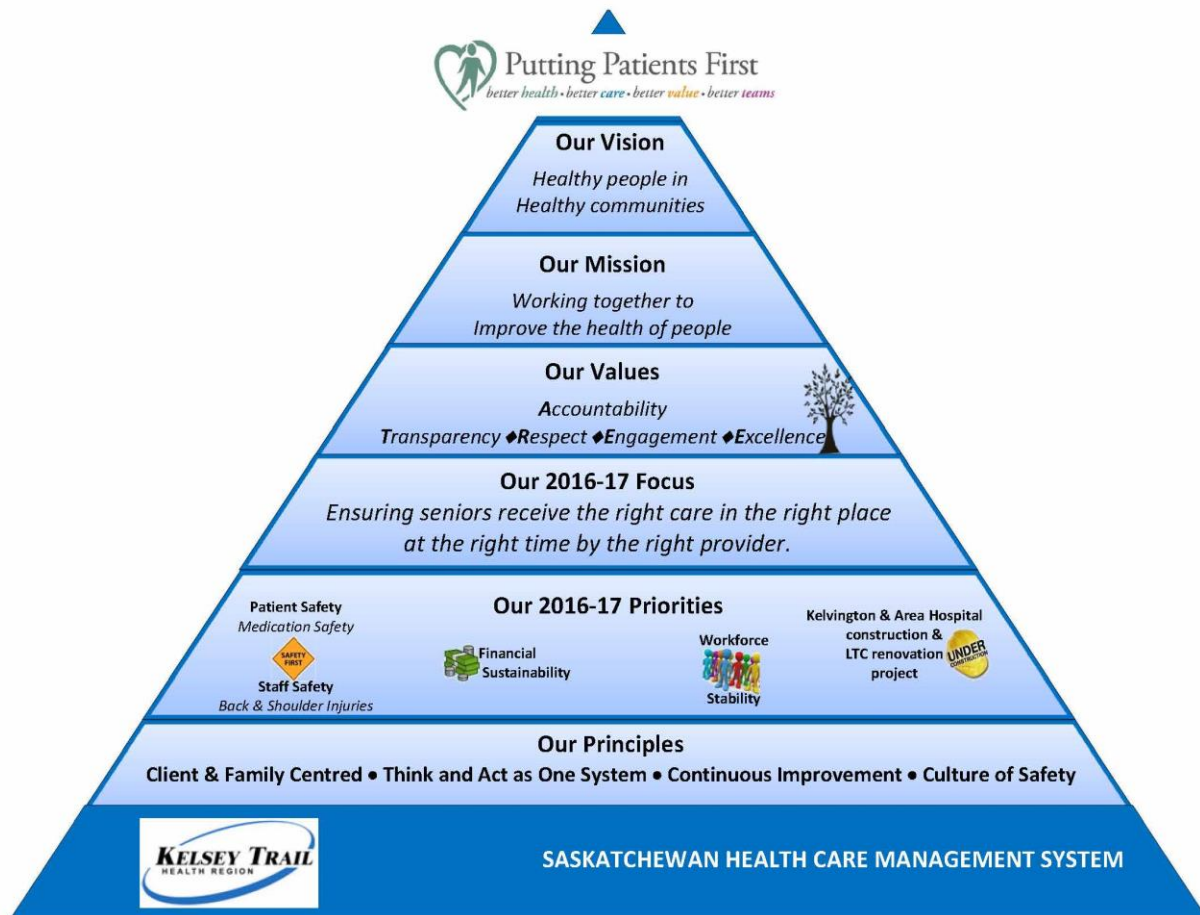 Putting Patients First
better health • better care • better value • better teams
Our Vision
Healthy people in
Healthy communities
Our Mission
Working together to
Improve the health of people
Our Values
Accountability
Transparency ◆Respect ◆Engagement ◆Excellence
Our 2016-17 Focus
Ensuring seniors receive the right care in the right place
at the right time by the right provider.
Our 2016-17 Priorities
Patient Safety
Medication Safety
SAFETY
FIRST
Staff Safety
Back & Shoulder Injuries
Financial
Sustainability
Workforce
Stability
Kelvington & Area Hospital
construction &
LTC renovation
project
UNDER
CONSTRUCTION
Our Principles
Client & Family Centred • Think and Act as One System • Continuous Improvement • Culture of Safety
KELSEY TRAIL
HEALTH REGION
SASKATCHEWAN HEALTH CARE MANAGEMENT SYSTEM